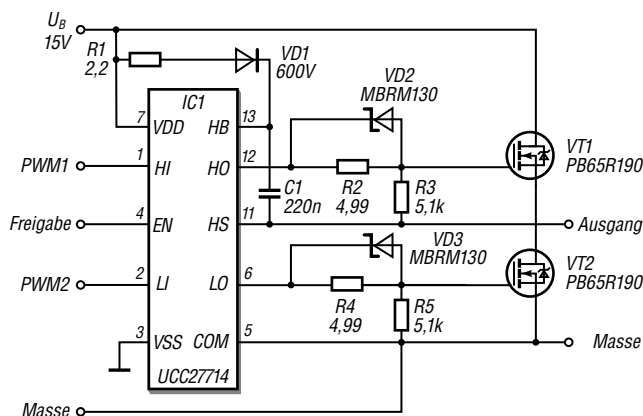 U_B
15V
R1
2,2
VD1
600V
IC1
7
VDD
HB
13
VD2
MBRM130
PWM1
1
HI
HO
12
R2
4,99
R3
5,1k
VT1
PB65R190
C1
220n
Freigabe
4
EN
HS
11
Ausgang
VD3
MBRM130
PWM2
2
LI
LO
6
R4
4,99
R5
5,1k
VT2
PB65R190
3
VSS
COM
5
Masse
UCC27714
Masse